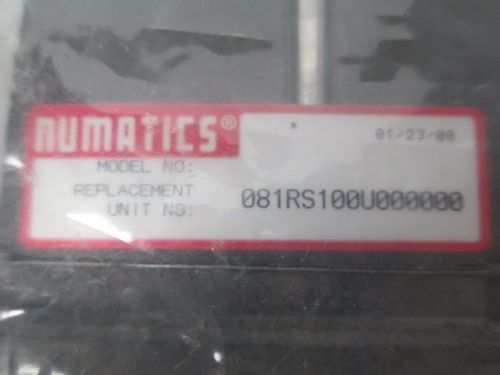 NUMATICS® * 01/23/08
MODEL NO:
REPLACEMENT
UNIT NO: 081RS100U000000